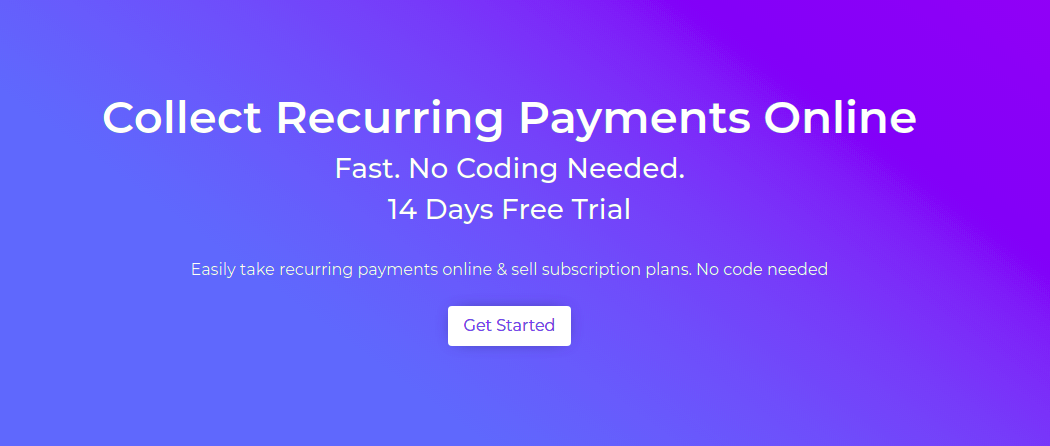 Collect Recurring Payments Online
Fast. No Coding Needed.
14 Days Free Trial
Easily take recurring payments online & sell subscription plans. No code needed
Get Started